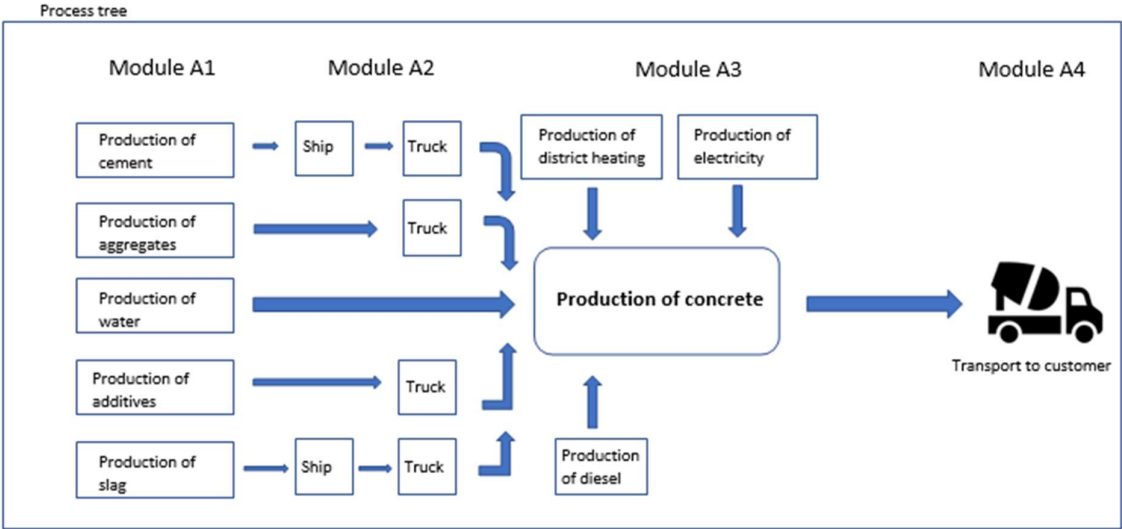 Process tree
Module A1
Module A2
Module A3
Module A4
Production of
cement
Ship
Truck
Production of
district heating
Production of
electricity
Production of
aggregates
Truck
Production of
water
Production of concrete
Transport to customer
Production of
additives
Truck
Production of
slag
Ship
Truck
Production
of diesel